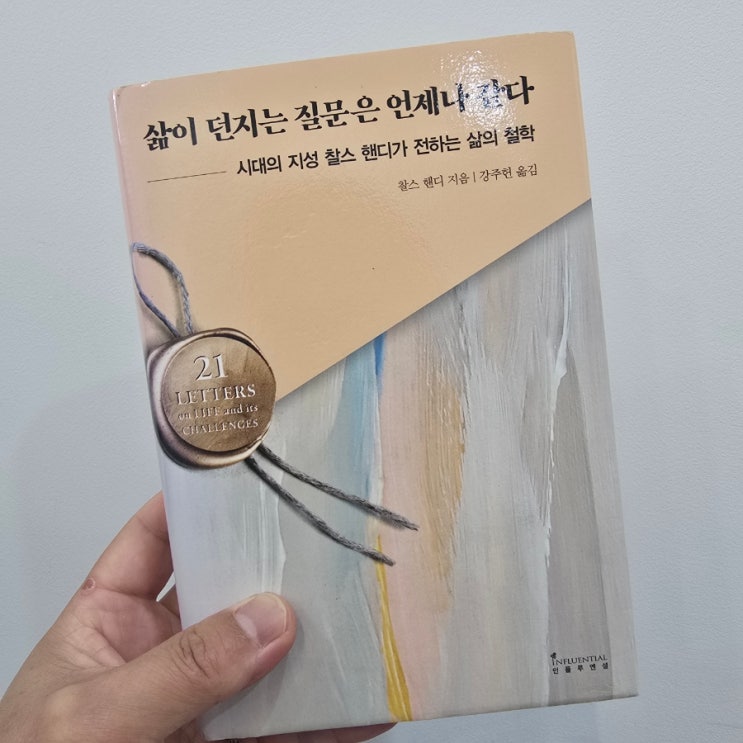 삶이 던지는 질문은 언제나 같다
시대의 지성 찰스 핸디가 전하는 삶의 철학
찰스 핸디 지음 | 강주헌 옮김
21
LETTERS
on LIFE and its
CHALLENGES
INFLUENTIAL
인플루엔셜